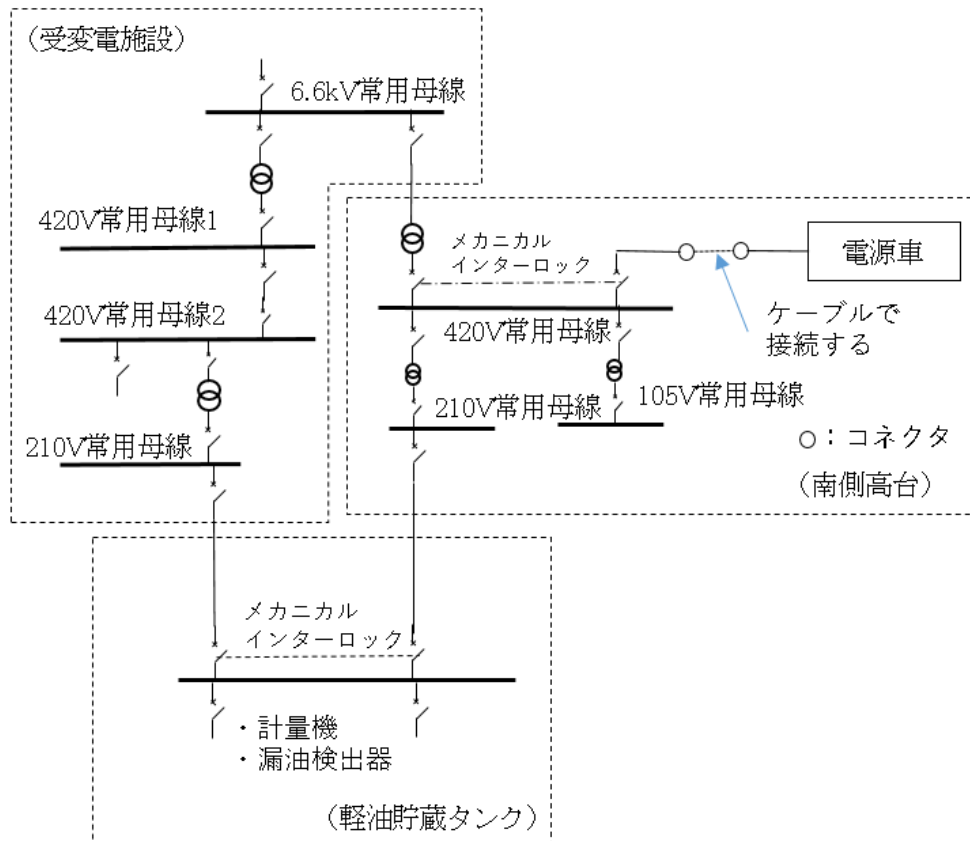 （受変電施設）
6.6kV常用母線
420V常用母線1
420V常用母線2
210V常用母線
メカニカル
インターロック
電源車
ケーブルで
接続する
420V常用母線
210V常用母線
105V常用母線
○：コネクタ
（南側高台）
メカニカル
インターロック
・計量機
・漏油検出器
（軽油貯蔵タンク）